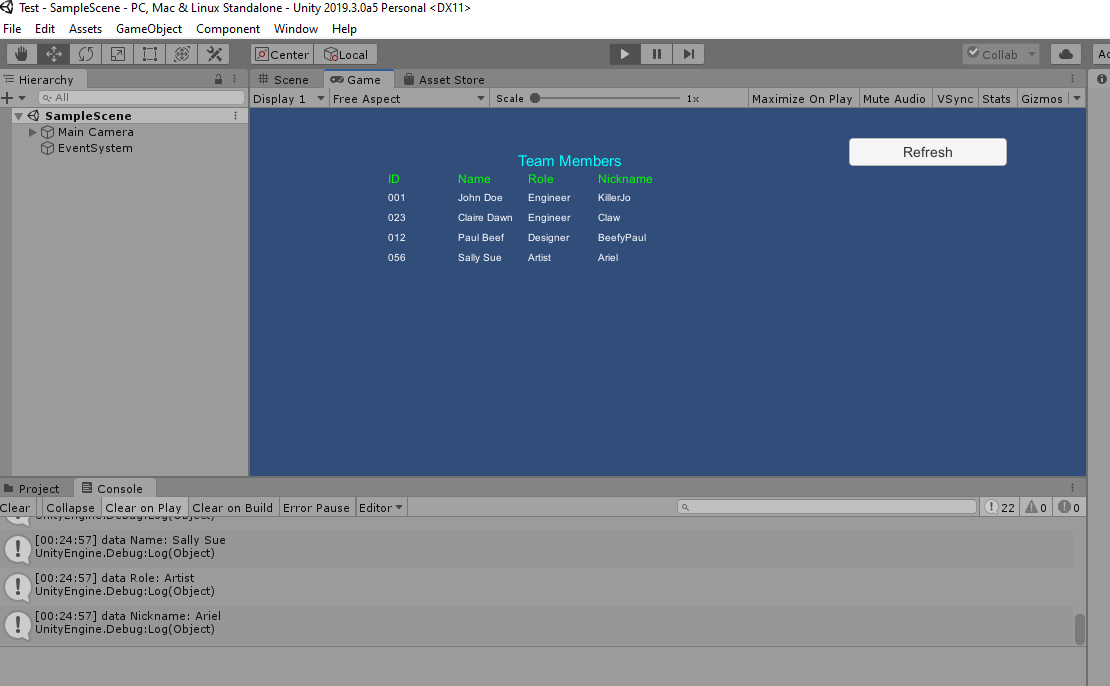 Test - SampleScene - PC, Mac & Linux Standalone - Unity 2019.3.0a5 Personal <DX11>
File Edit Assets GameObject Component Window Help
Center Local Collab
Hierarchy
Scene Game Asset Store
All
Display 1 Free Aspect Scale 1x Maximize On Play Mute Audio VSync Stats Gizmos
SampleScene
Main Camera
EventSystem
Refresh
Team Members
ID Name Role Nickname
001 John Doe Engineer KillerJo
023 Claire Dawn Engineer Claw
012 Paul Beef Designer BeefyPaul
056 Sally Sue Artist Ariel
Project Console
Clear Collapse Clear on Play Clear on Build Error Pause Editor 22 0 0
UnityEngine.Debug:Log(Object)
[00:24:57] data Name: Sally Sue
UnityEngine.Debug:Log(Object)
[00:24:57] data Role: Artist
UnityEngine.Debug:Log(Object)
[00:24:57] data Nickname: Ariel
UnityEngine.Debug:Log(Object)